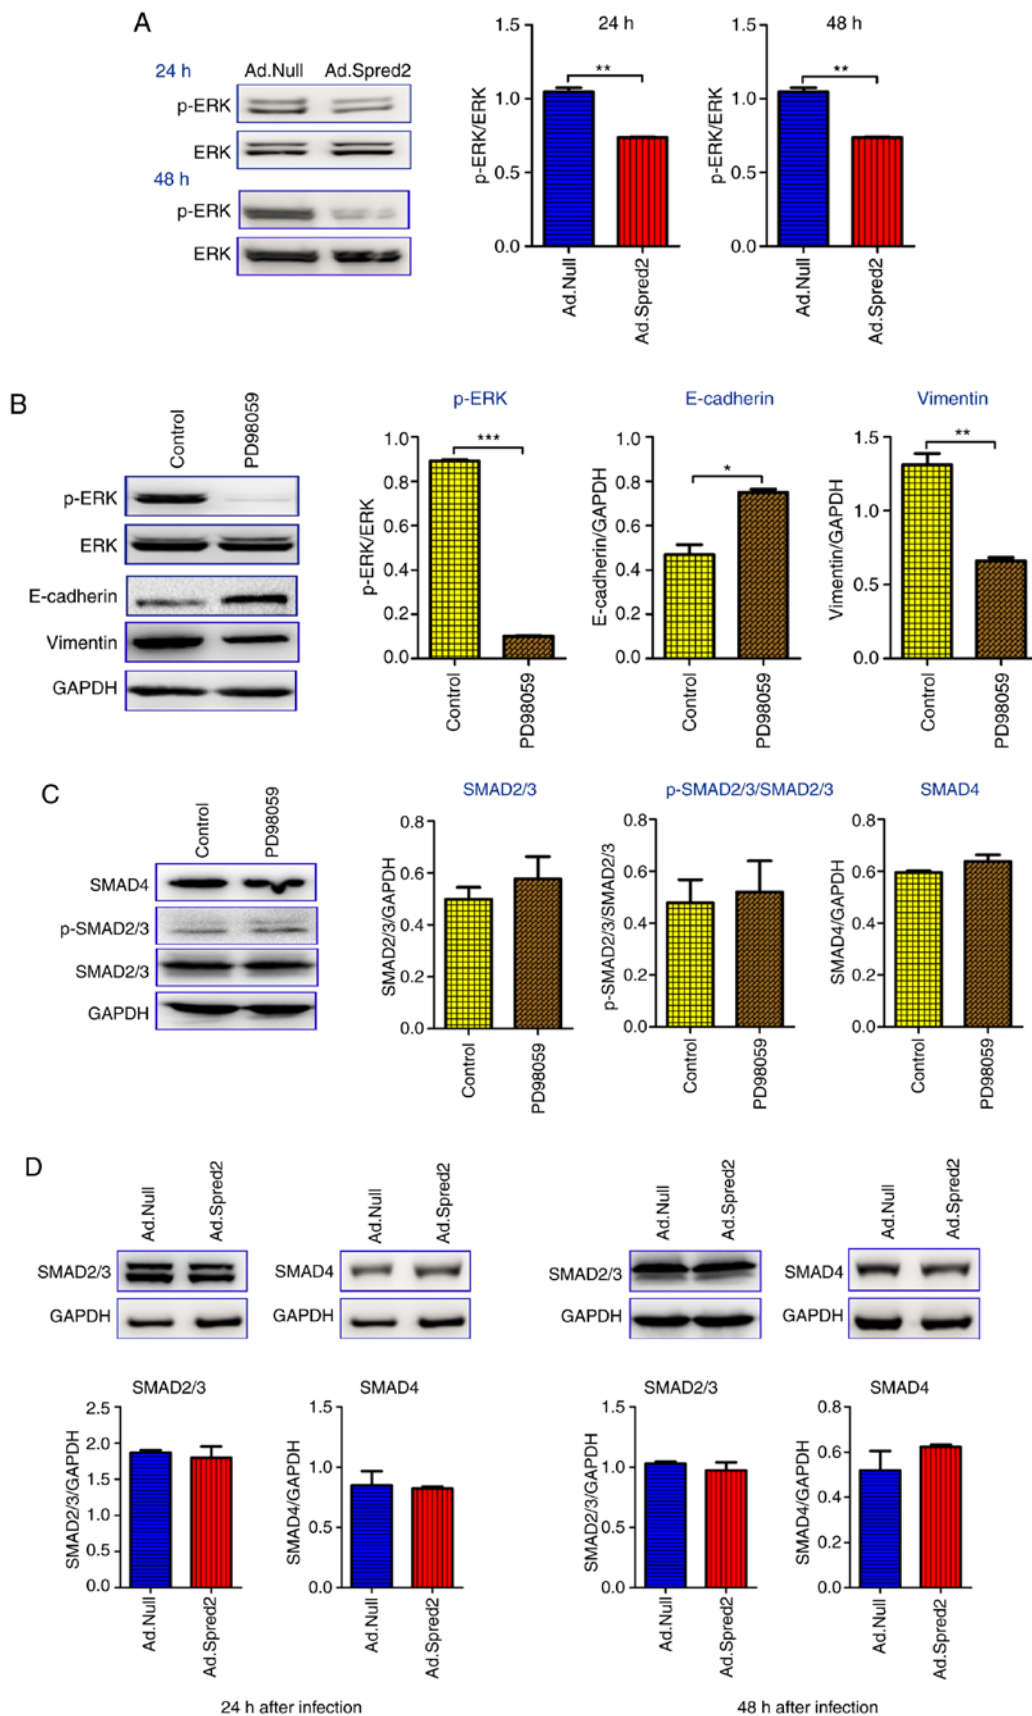 A
24 h
Ad.Null Ad.Spred2
p-ERK
ERK
48 h
p-ERK
ERK
24 h
p-ERK/ERK
1.5
1.0
0.5
0.0
**
Ad.Null
Ad.Spred2
48 h
p-ERK/ERK
1.5
1.0
0.5
0.0
**
Ad.Null
Ad.Spred2
B
Control
PD98059
p-ERK
ERK
E-cadherin
Vimentin
GAPDH
p-ERK
p-ERK/ERK
1.0
0.8
0.6
0.4
0.2
0.0
***
Control
PD98059
E-cadherin
E-cadherin/GAPDH
1.0
0.8
0.6
0.4
0.2
0.0
*
Control
PD98059
Vimentin
Vimentin/GAPDH
1.5
1.0
0.5
0.0
**
Control
PD98059
C
Control
PD98059
SMAD4
p-SMAD2/3
SMAD2/3
GAPDH
SMAD2/3
SMAD2/3/GAPDH
0.8
0.6
0.4
0.2
0.0
Control
PD98059
p-SMAD2/3/SMAD2/3
p-SMAD2/3/SMAD2/3
0.8
0.6
0.4
0.2
0.0
Control
PD98059
SMAD4
SMAD4/GAPDH
0.8
0.6
0.4
0.2
0.0
Control
PD98059
D
Ad.Null
Ad.Spred2
SMAD2/3
GAPDH
Ad.Null
Ad.Spred2
SMAD4
GAPDH
Ad.Null
Ad.Spred2
SMAD2/3
GAPDH
Ad.Null
Ad.Spred2
SMAD4
GAPDH
SMAD2/3
SMAD2/3/GAPDH
2.5
2.0
1.5
1.0
0.5
0.0
Ad.Null
Ad.Spred2
SMAD4
SMAD4/GAPDH
1.5
1.0
0.5
0.0
Ad.Null
Ad.Spred2
SMAD2/3
SMAD2/3/GAPDH
1.5
1.0
0.5
0.0
Ad.Null
Ad.Spred2
SMAD4
SMAD4/GAPDH
0.8
0.6
0.4
0.2
0.0
Ad.Null
Ad.Spred2
24 h after infection
48 h after infection